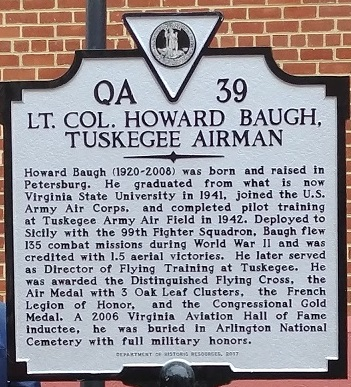 QA 39
LT. COL. HOWARD BAUGH,
TUSKEGEE AIRMAN
Howard Baugh (1920-2008) was born and raised in
Petersburg. He graduated from what is now
Virginia State University in 1941, joined the U.S.
Army Air Corps, and completed pilot training
at Tuskegee Army Air Field in 1942. Deployed to
Sicily with the 99th Fighter Squadron, Baugh flew
135 combat missions during World War II and was
credited with 1.5 aerial victories. He later served
as Director of Flying Training at Tuskegee. He
was awarded the Distinguished Flying Cross, the
Air Medal with 3 Oak Leaf Clusters, the French
Legion of Honor, and the Congressional Gold
Medal. A 2006 Virginia Aviation Hall of Fame
inductee, he was buried in Arlington National
Cemetery with full military honors.
DEPARTMENT OF HISTORIC RESOURCES, 2017